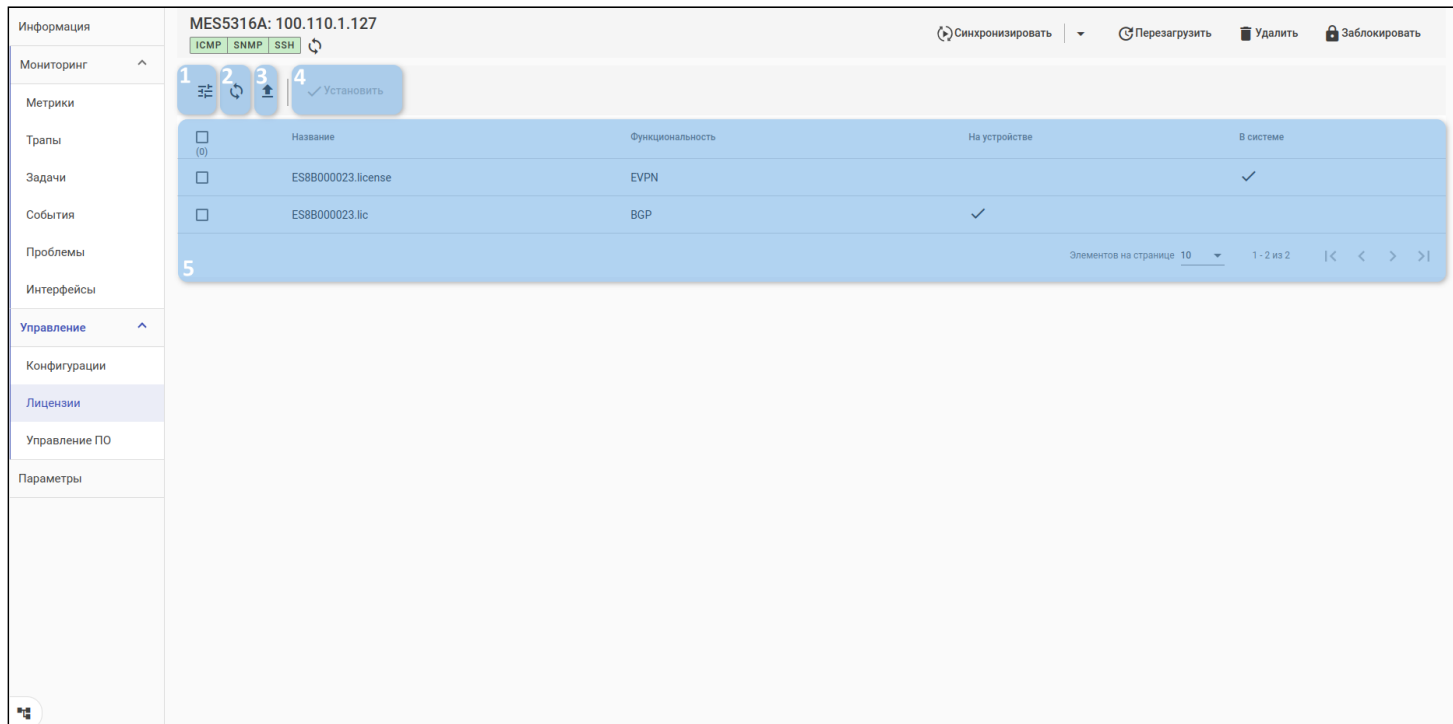 Информация
Мониторинг
Метрики
Трапы
Задачи
События
Проблемы
Интерфейсы
Управление
Конфигурации
Лицензии
Управление ПО
Параметры
MES5316A: 100.110.1.127
ICMP SNMP SSH
Синхронизировать Перезагрузить Удалить Заблокировать
1 2 3 4 Установить
Название Функциональность На устройстве В системе
(0)
ES8B000023.license EVPN
ES8B000023.lic BGP
Элементов на странице 10 1 - 2 из 2
5